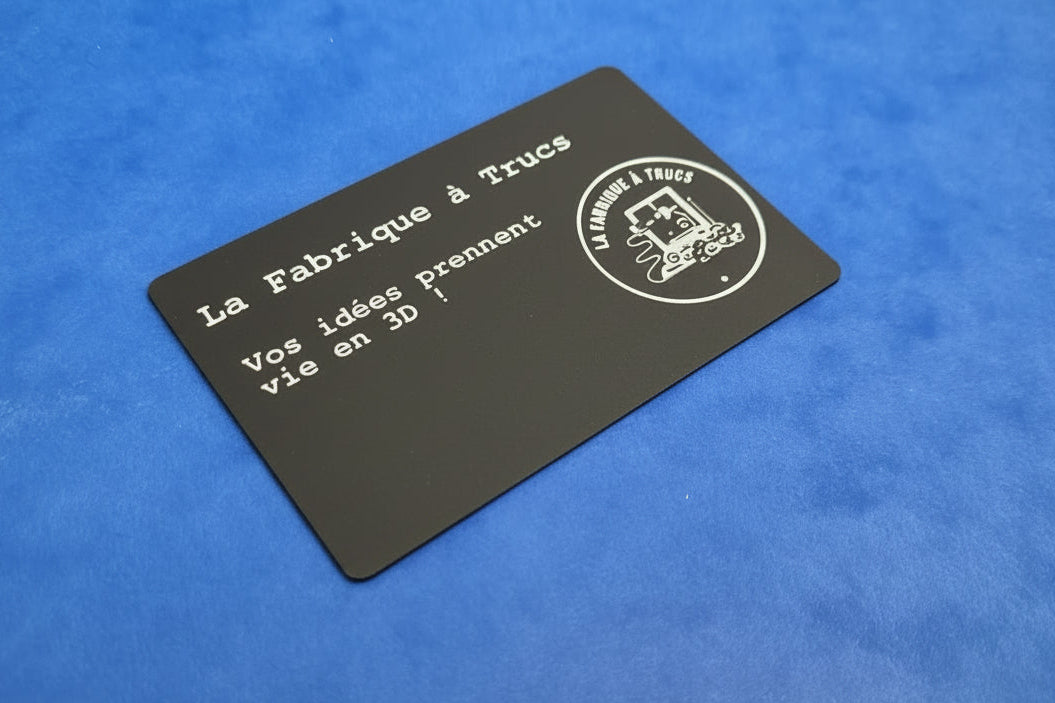 La Fabrique à Trucs
Vos idées prennent
vie en 3D !
LA FABRIQUE À TRUCS